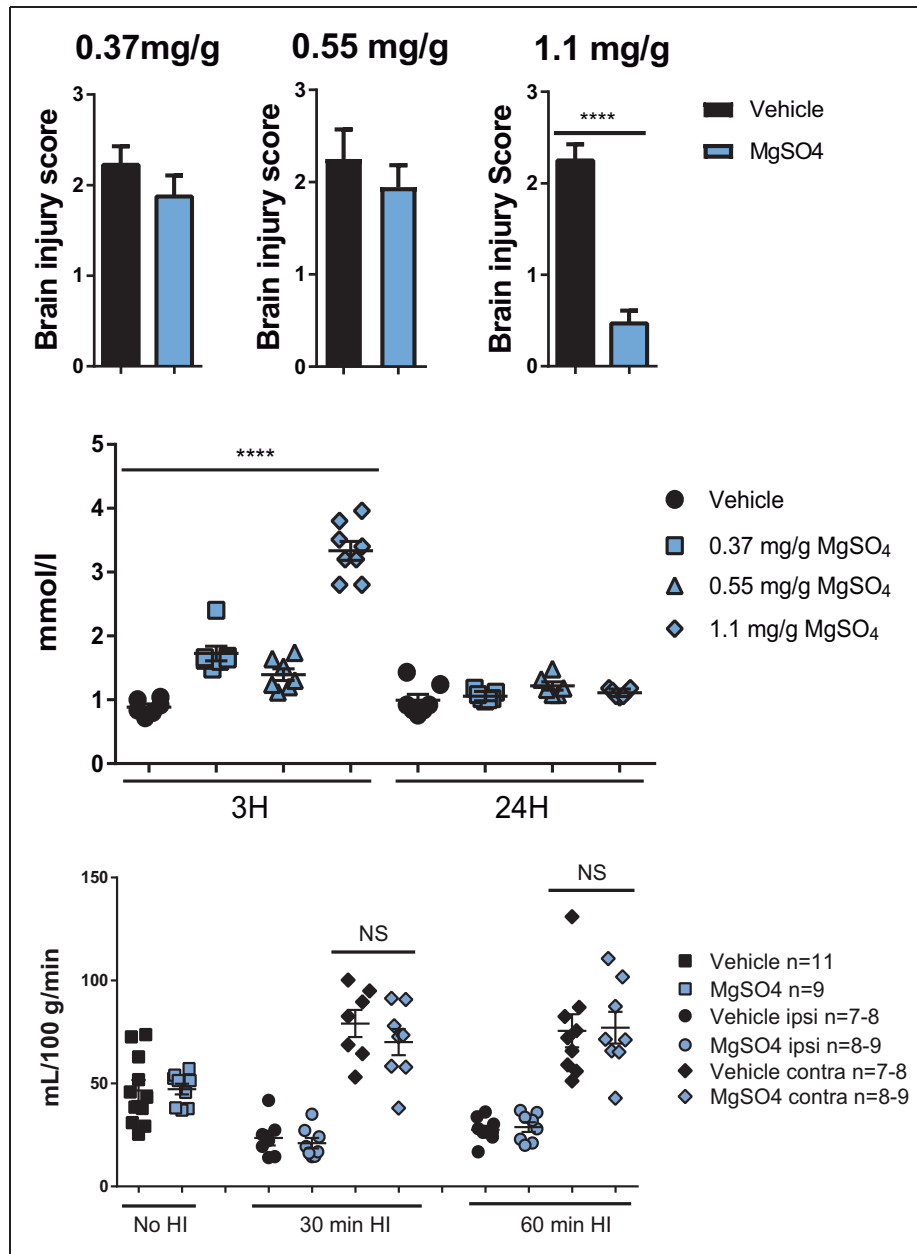 0.37mg/g
0.55 mg/g
1.1 mg/g
Brain injury score
3
2
1
0
Brain injury score
3
2
1
0
Brain injury Score
3
2
1
0
****
Vehicle
MgSO4
mmol/l
5
4
3
2
1
0
****
3H
24H
Vehicle
0.37 mg/g MgSO₄
0.55 mg/g MgSO₄
1.1 mg/g MgSO₄
mL/100 g/min
150
100
50
0
NS
NS
No HI
30 min HI
60 min HI
Vehicle n=11
MgSO4 n=9
Vehicle ipsi n=7-8
MgSO4 ipsi n=8-9
Vehicle contra n=7-8
MgSO4 contra n=8-9